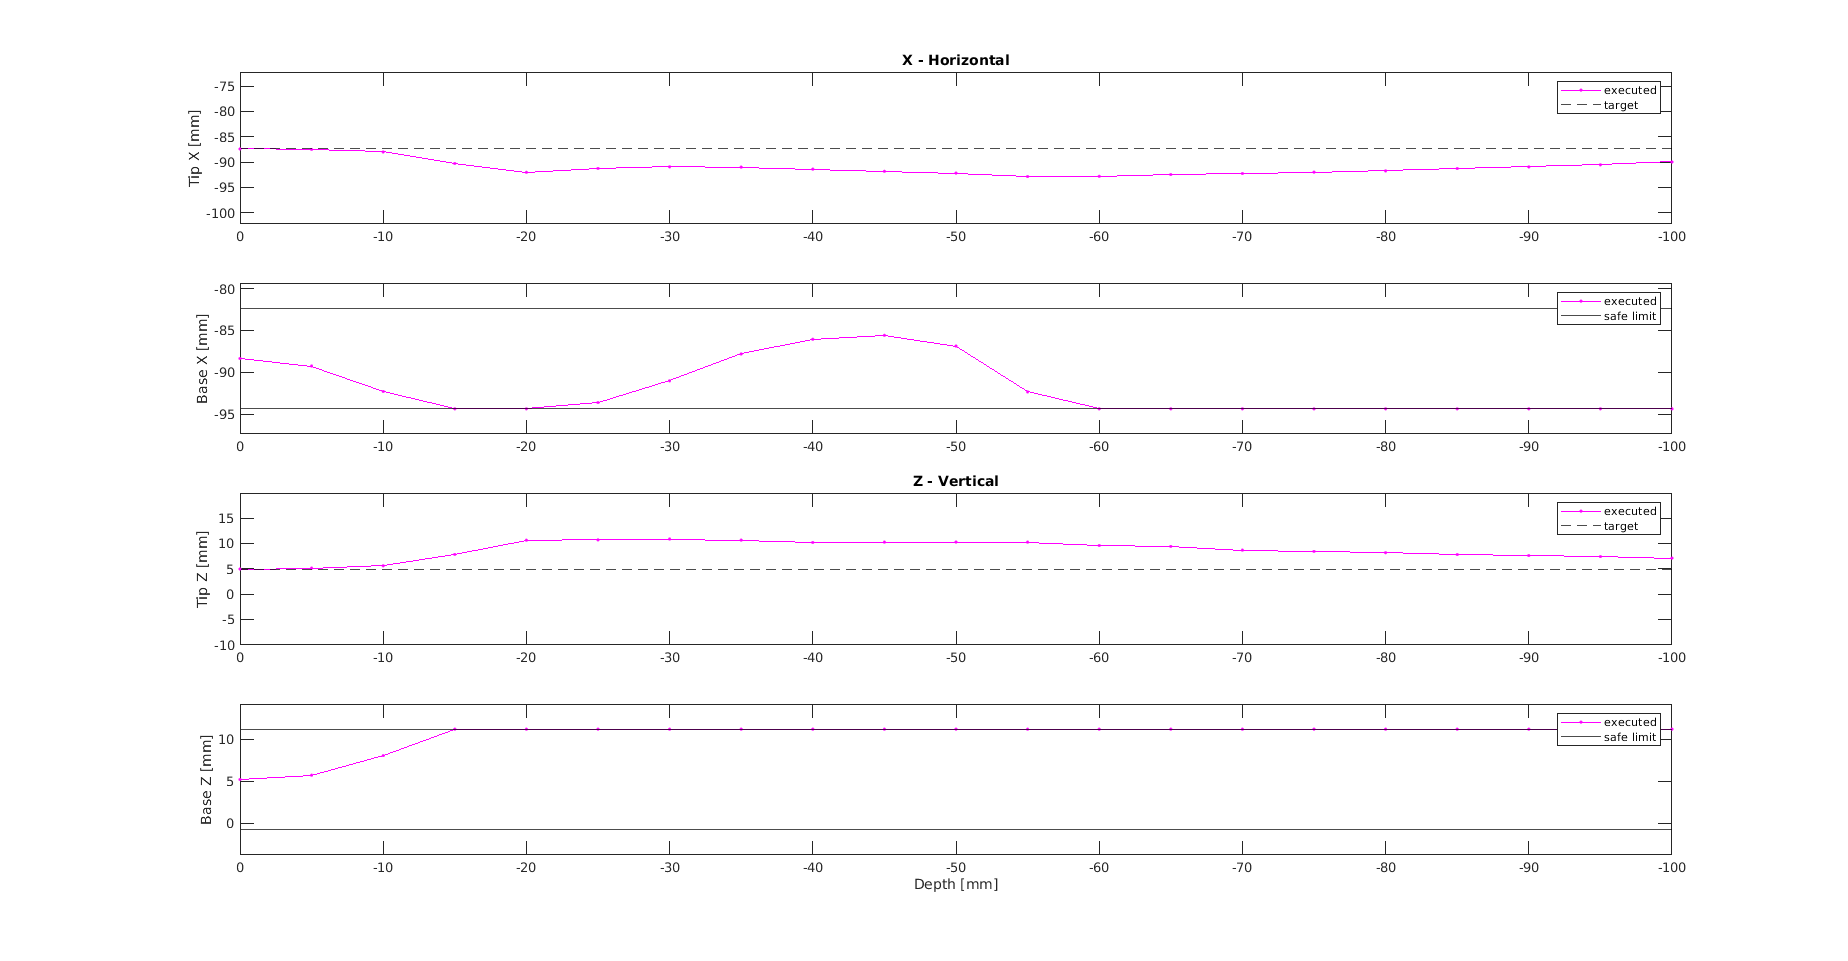 X - Horizontal
Tip X [mm]
-75
-80
-85
-90
-95
-100
executed
target
0 -10 -20 -30 -40 -50 -60 -70 -80 -90 -100
Base X [mm]
-80
-85
-90
-95
executed
safe limit
0 -10 -20 -30 -40 -50 -60 -70 -80 -90 -100
Z - Vertical
Tip Z [mm]
15
10
5
0
-5
-10
executed
target
0 -10 -20 -30 -40 -50 -60 -70 -80 -90 -100
Base Z [mm]
10
5
0
executed
safe limit
0 -10 -20 -30 -40 -50 -60 -70 -80 -90 -100
Depth [mm]